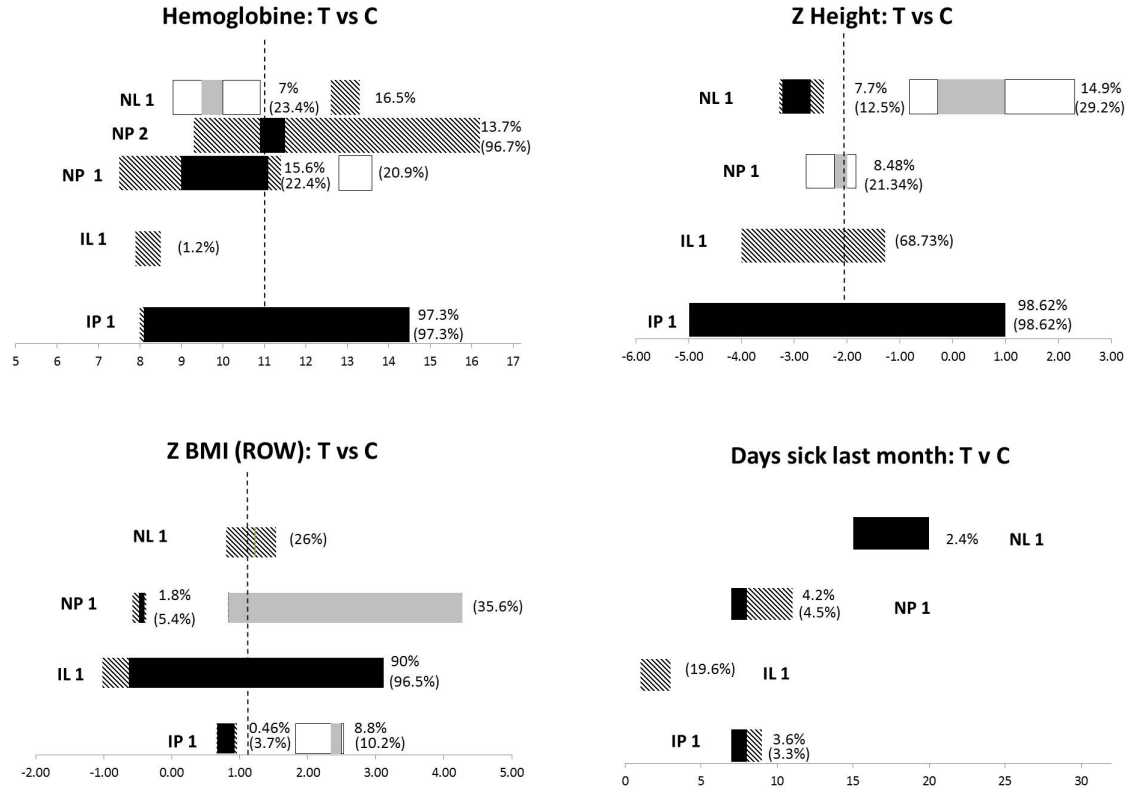 Hemoglobine: T vs C
NL 1
7%
(23.4%)
16.5%
NP 2
13.7%
(96.7%)
NP 1
15.6%
(22.4%)
(20.9%)
IL 1
(1.2%)
IP 1
97.3%
(97.3%)
5 6 7 8 9 10 11 12 13 14 15 16 17
Z Height: T vs C
NL 1
7.7%
(12.5%)
14.9%
(29.2%)
NP 1
8.48%
(21.34%)
IL 1
(68.73%)
IP 1
98.62%
(98.62%)
-6.00 -5.00 -4.00 -3.00 -2.00 -1.00 0.00 1.00 2.00 3.00
Z BMI (ROW): T vs C
NL 1
(26%)
NP 1
1.8%
(5.4%)
(35.6%)
IL 1
90%
(96.5%)
IP 1
0.46%
(3.7%)
8.8%
(10.2%)
-2.00 -1.00 0.00 1.00 2.00 3.00 4.00 5.00
Days sick last month: T v C
2.4%
NL 1
4.2%
(4.5%)
NP 1
(19.6%)
IL 1
IP 1
3.6%
(3.3%)
0 5 10 15 20 25 30